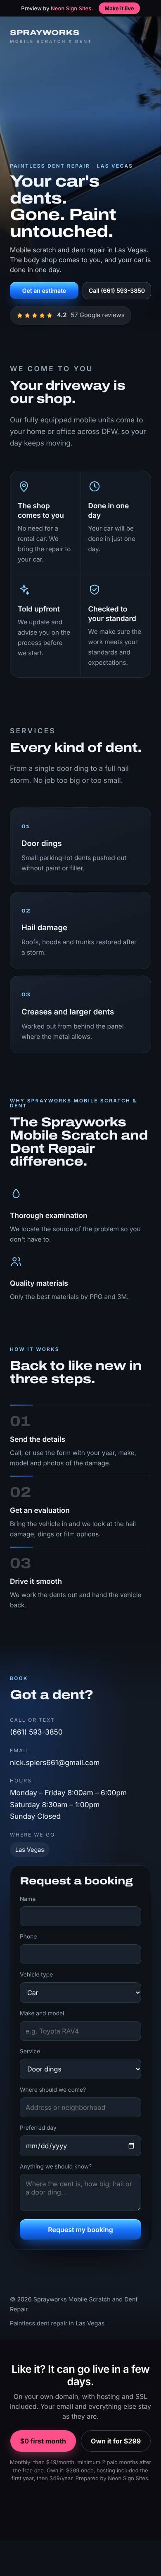 Preview by Neon Sign Sites. Make it live
SPRAYWORKS
MOBILE SCRATCH & DENT
PAINTLESS DENT REPAIR · LAS VEGAS
Your car's
dents.
Gone. Paint
untouched.
Mobile scratch and dent repair in Las Vegas.
The body shop comes to you, and your car is
done in one day.
Get an estimate Call (661) 593-3850
★★★★★ 4.2 57 Google reviews
WE COME TO YOU
Your driveway is
our shop.
Our fully equipped mobile units come to
your home or office across DFW, so your
day keeps moving.
The shop
comes to you
No need for a
rental car. We
bring the repair to
your car.
Done in one
day
Your car will be
done in just one
day.
Told upfront
We update and
advise you on the
process before
we start.
Checked to
your standard
We make sure the
work meets your
standards and
expectations.
SERVICES
Every kind of dent.
From a single door ding to a full hail
storm. No job too big or too small.
01
Door dings
Small parking-lot dents pushed out
without paint or filler.
02
Hail damage
Roofs, hoods and trunks restored after
a storm.
03
Creases and larger dents
Worked out from behind the panel
where the metal allows.
WHY SPRAYWORKS MOBILE SCRATCH &
DENT
The Sprayworks
Mobile Scratch and
Dent Repair
difference.
Thorough examination
We locate the source of the problem so you
don't have to.
Quality materials
Only the best materials by PPG and 3M.
HOW IT WORKS
Back to like new in
three steps.
01
Send the details
Call, or use the form with your year, make,
model and photos of the damage.
02
Get an evaluation
Bring the vehicle in and we look at the hail
damage, dings or film options.
03
Drive it smooth
We work the dents out and hand the vehicle
back.
BOOK
Got a dent?
CALL OR TEXT
(661) 593-3850
EMAIL
nick.spiers661@gmail.com
HOURS
Monday – Friday 8:00am – 6:00pm
Saturday 8:30am – 1:00pm
Sunday Closed
WHERE WE GO
Las Vegas
Request a booking
Name
Phone
Vehicle type
Car
Make and model
e.g. Toyota RAV4
Service
Door dings
Where should we come?
Address or neighborhood
Preferred day
mm/dd/yyyy
Anything we should know?
Where the dent is, how big, hail or
a door ding...
Request my booking
© 2026 Sprayworks Mobile Scratch and Dent
Repair
Paintless dent repair in Las Vegas
Like it? It can go live in a few
days.
On your own domain, with hosting and SSL
included. Your email and everything else stay
as they are.
$0 first month Own it for $299
Monthly: then $49/month, minimum 2 paid months after
the free one. Own it: $299 once, hosting included the
first year, then $49/year. Prepared by Neon Sign Sites.